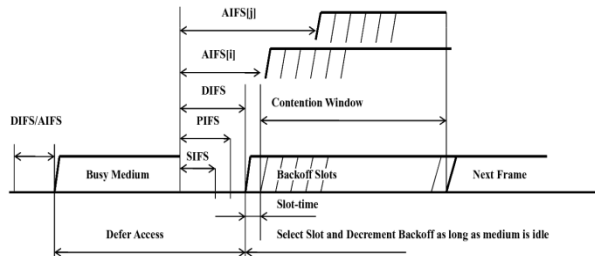 AIFS[j]
AIFS[i]
DIFS
Contention Window
DIFS/AIFS
PIFS
SIFS
Busy Medium
Backoff Slots
Next Frame
Slot-time
Defer Access
Select Slot and Decrement Backoff as long as medium is idle